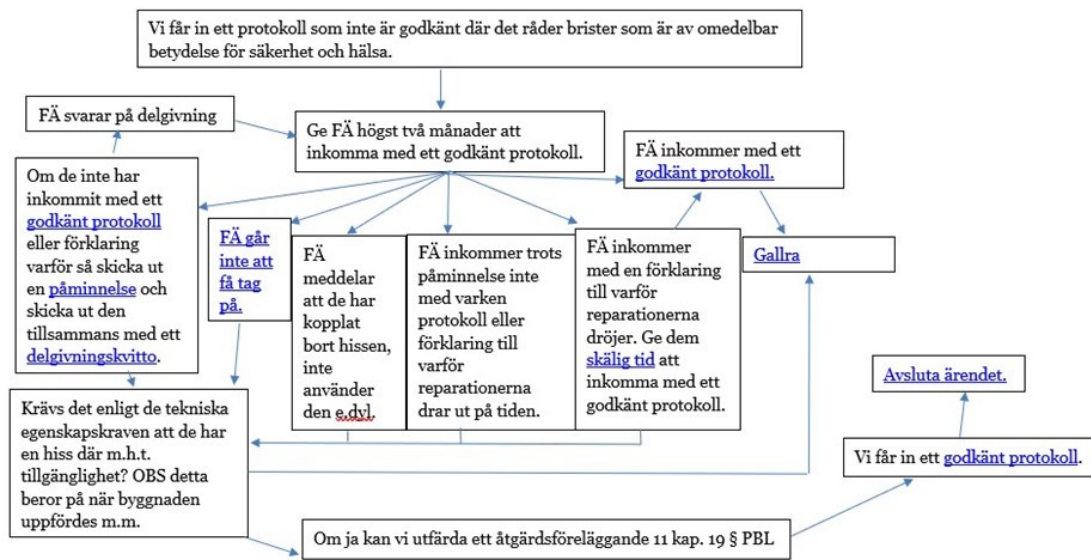 Vi får in ett protokoll som inte är godkänt där det råder brister som är av omedelbar
betydelse för säkerhet och hälsa.
FÄ svarar på delgivning
Ge FÄ högst två månader att
inkomma med ett godkänt protokoll.
FÄ inkommer med ett
godkänt protokoll.
Om de inte har
inkommit med ett
godkänt protokoll
eller förklaring
varför så skicka ut
en påminnelse och
skicka ut den
tillsammans med ett
delgivningskvitto.
FÄ går
inte att
få tag
på.
FÄ
meddelar
att de har
kopplat
bort hissen,
inte
använder
den e.dyl.
FÄ inkommer trots
påminnelse inte
med varken
protokoll eller
förklaring till
varför
reparationerna
drar ut på tiden.
FÄ inkommer
med en förklaring
till varför
reparationerna
dröjer. Ge dem
skälig tid att
inkomma med ett
godkänt protokoll.
Gallra
Krävs det enligt de tekniska
egenskapskraven att de har
en hiss där m.h.t.
tillgänglighet? OBS detta
beror på när byggnaden
uppfördes m.m.
Avsluta ärendet.
Vi får in ett godkänt protokoll.
Om ja kan vi utfärda ett åtgärdsföreläggande 11 kap. 19 § PBL